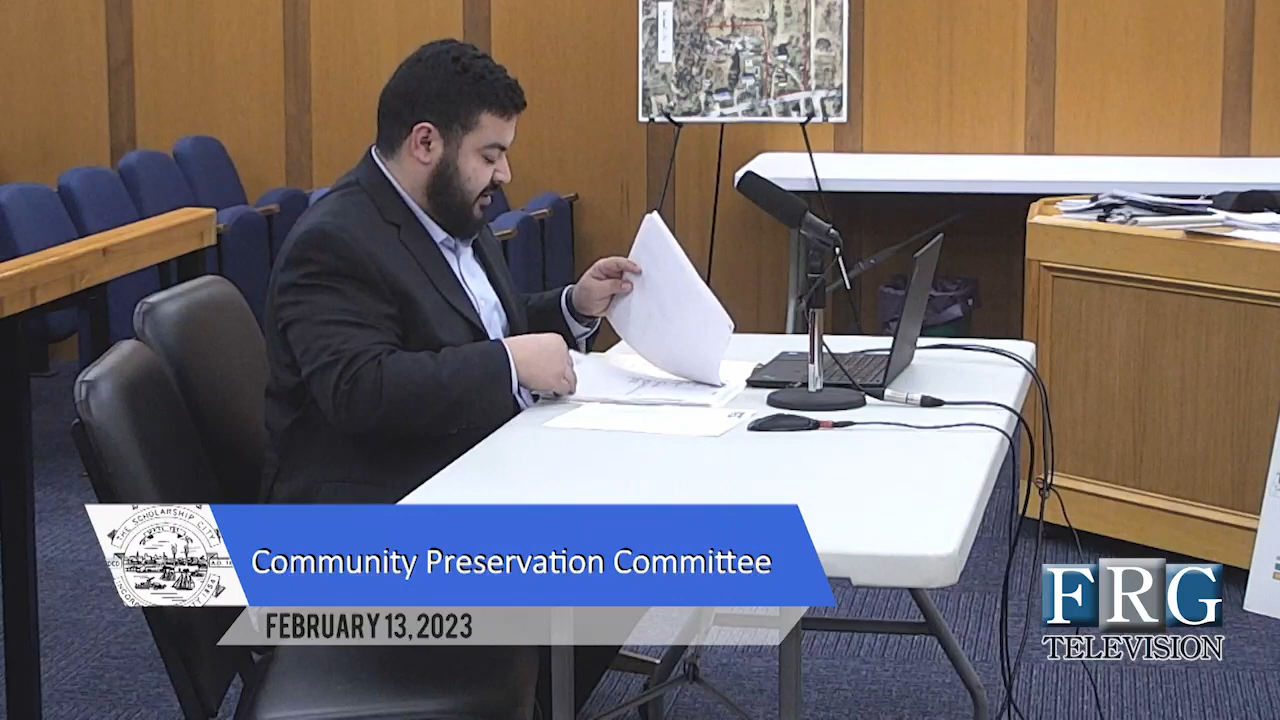 THE SCHOLARSHIP CITY
Community Preservation Committee
FEBRUARY 13, 2023
FRG
TELEVISION